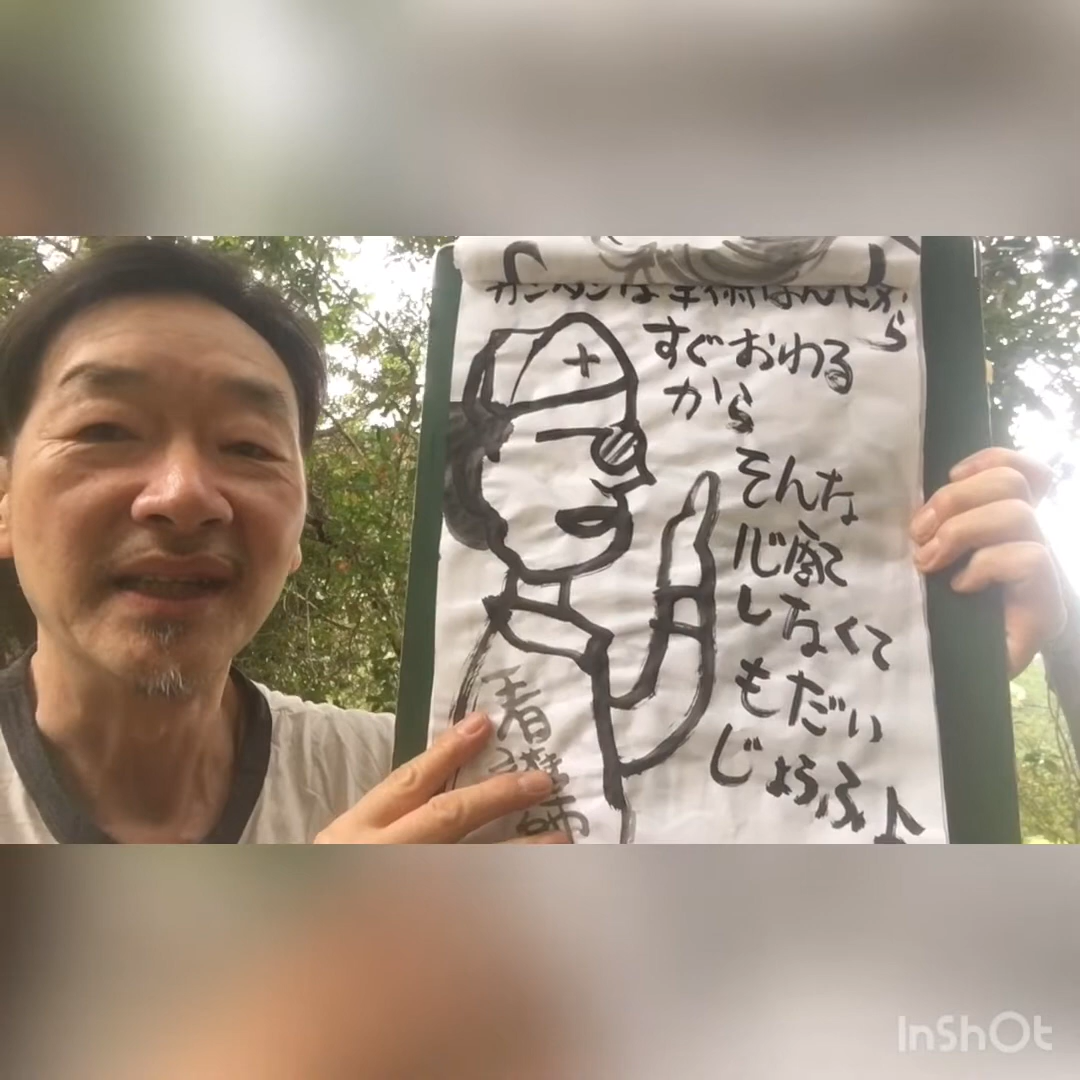 カンタンな手術なんだから
すぐおわる
から
そんな
心配
しなくて
もだい
じょうぶ♪
看護師
InShOt